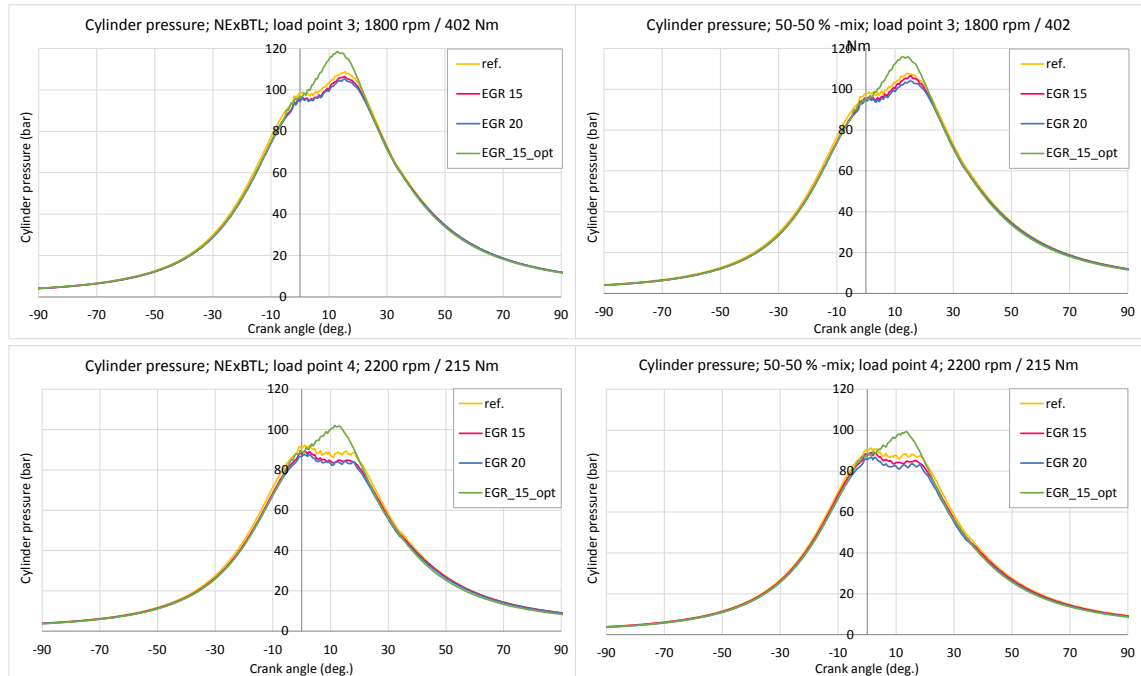 Cylinder pressure; NExBTL; load point 3; 1800 rpm / 402 Nm
120
100
80
60
40
20
0
-90 -70 -50 -30 -10 10 30 50 70 90
Cylinder pressure (bar)
Crank angle (deg.)
ref.
EGR 15
EGR 20
EGR_15_opt
Cylinder pressure; 50-50 % -mix; load point 3; 1800 rpm / 402
Nm
120
100
80
60
40
20
0
-90 -70 -50 -30 -10 10 30 50 70 90
Cylinder pressure (bar)
Crank angle (deg.)
ref.
EGR 15
EGR 20
EGR_15_opt
Cylinder pressure; NExBTL; load point 4; 2200 rpm / 215 Nm
120
100
80
60
40
20
0
-90 -70 -50 -30 -10 10 30 50 70 90
Cylinder pressure (bar)
Crank angle (deg.)
ref.
EGR 15
EGR 20
EGR_15_opt
Cylinder pressure; 50-50 % -mix; load point 4; 2200 rpm / 215 Nm
120
100
80
60
40
20
0
-90 -70 -50 -30 -10 10 30 50 70 90
Cylinder pressure (bar)
Crank angle (deg.)
ref.
EGR 15
EGR 20
EGR_15_opt